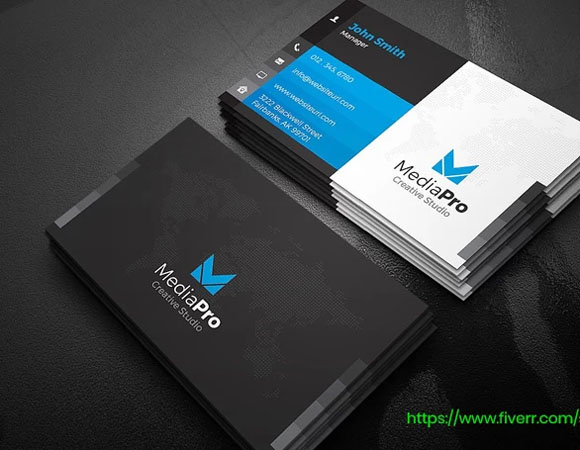 John Smith
Manager
012. 345. 6780
info@websiteurl.com
www.websiteurl.com
3222 Blackwell Street
Fairbanks, AK 99701
MediaPro
Creative Studio
MediaPro
Creative Studio
https://www.fiverr.com/